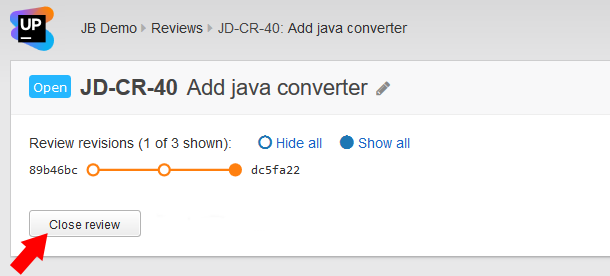 UP
JB Demo Reviews JD-CR-40: Add java converter
Open JD-CR-40 Add java converter
Review revisions (1 of 3 shown): Hide all Show all
89b46bc dc5fa22
Close review